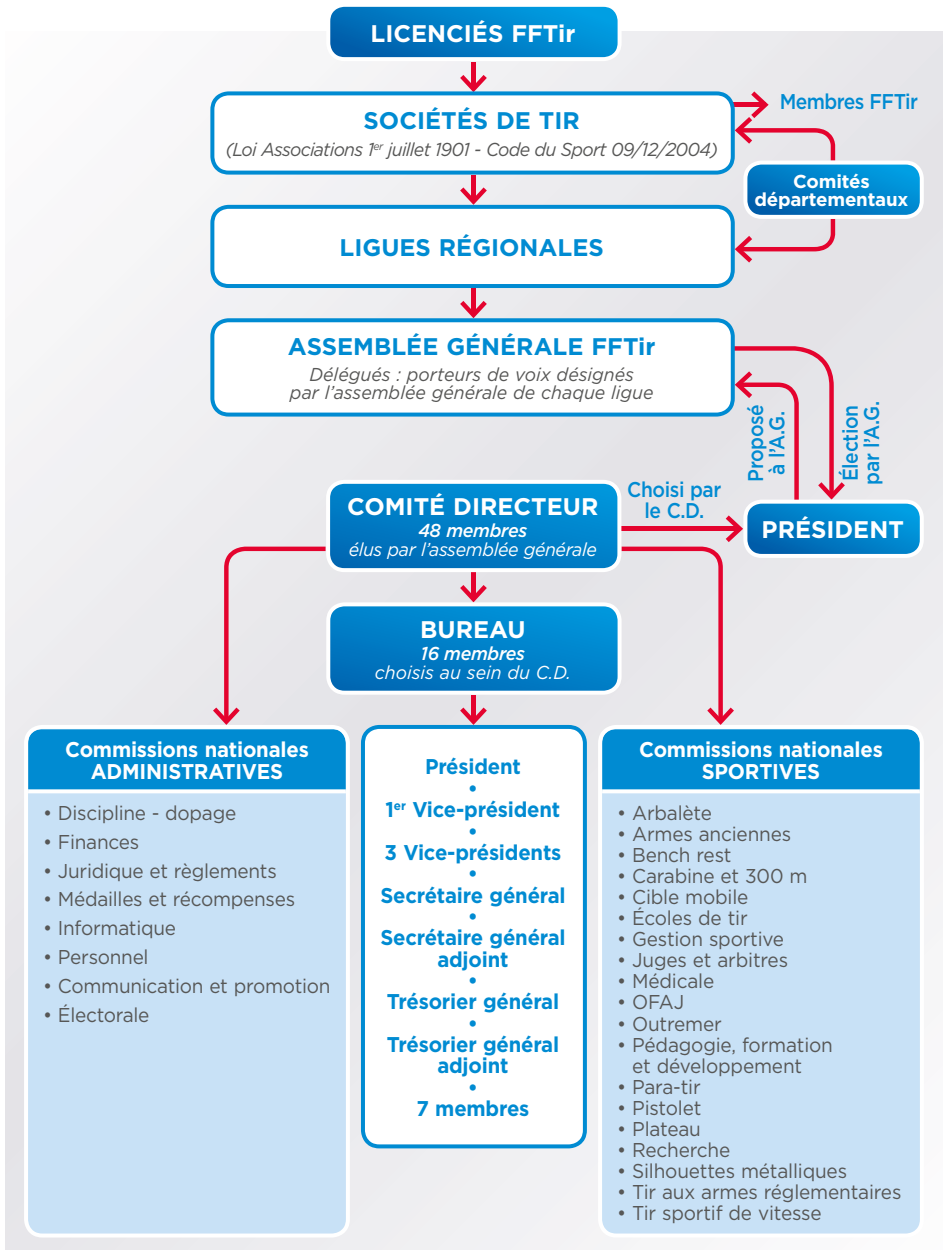 LICENCIÉS FFTir
SOCIÉTÉS DE TIR
(Loi Associations 1er juillet 1901 - Code du Sport 09/12/2004)
Membres FFTir
Comités
départementaux
LIGUES RÉGIONALES
ASSEMBLÉE GÉNÉRALE FFTir
Délégués : porteurs de voix désignés
par l’assemblée générale de chaque ligue
Proposé
à l’A.G.
Élection
par l’A.G.
COMITÉ DIRECTEUR
48 membres
élus par l’assemblée générale
Choisi par
le C.D.
PRÉSIDENT
BUREAU
16 membres
choisis au sein du C.D.
Commissions nationales
ADMINISTRATIVES
• Discipline - dopage
• Finances
• Juridique et règlements
• Médailles et récompenses
• Informatique
• Personnel
• Communication et promotion
• Électorale
Président
•
1er Vice-président
•
3 Vice-présidents
•
Secrétaire général
•
Secrétaire général
adjoint
•
Trésorier général
•
Trésorier général
adjoint
•
7 membres
Commissions nationales
SPORTIVES
• Arbalète
• Armes anciennes
• Bench rest
• Carabine et 300 m
• Cible mobile
• Écoles de tir
• Gestion sportive
• Juges et arbitres
• Médicale
• OFAJ
• Outremer
• Pédagogie, formation
et développement
• Para-tir
• Pistolet
• Plateau
• Recherche
• Silhouettes métalliques
• Tir aux armes réglementaires
• Tir sportif de vitesse